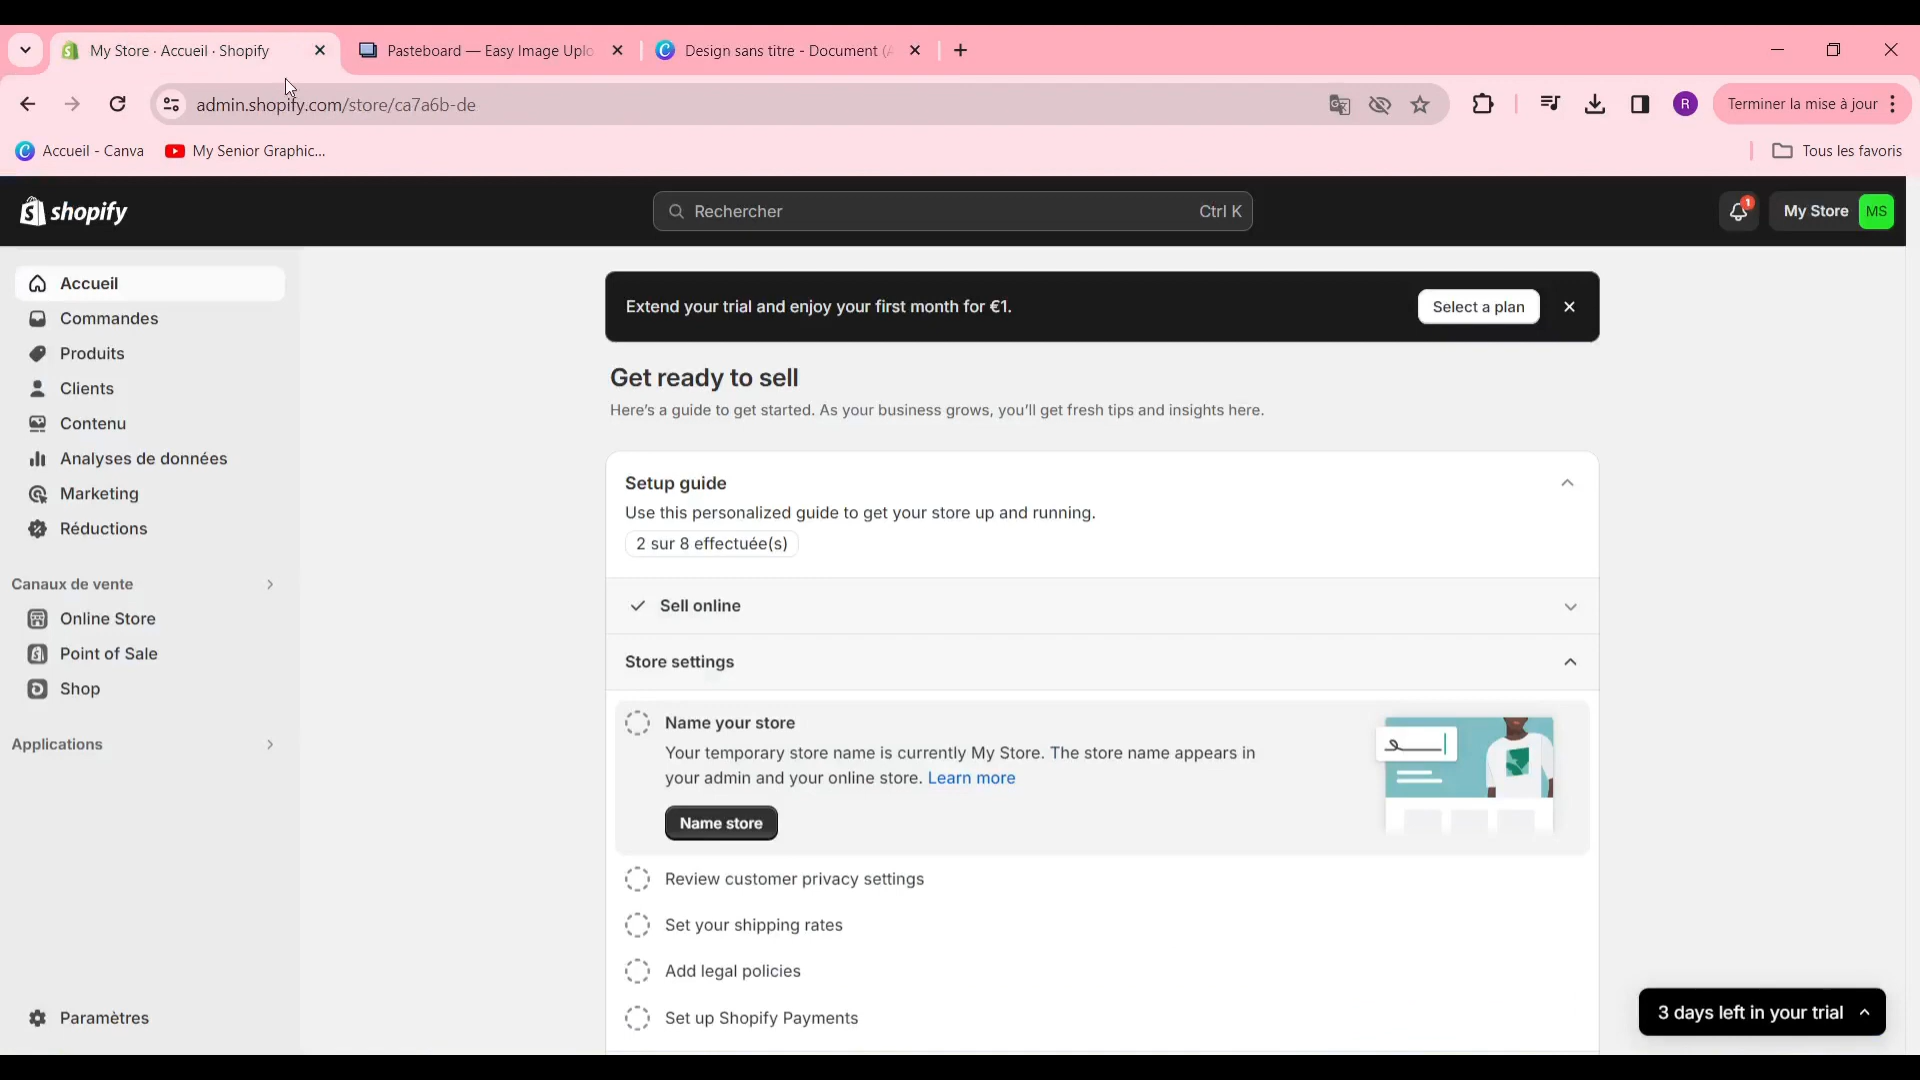 My Store · Accueil · Shopify
Pasteboard — Easy Image Uplo
Design sans titre - Document (A
admin.shopify.com/store/ca7a6b-de
R
Terminer la mise à jour
Accueil - Canva
My Senior Graphic...
Tous les favoris
shopify
Rechercher
Ctrl K
1
My Store
MS
Accueil
Commandes
Produits
Clients
Contenu
Analyses de données
Marketing
Réductions
Canaux de vente
Online Store
Point of Sale
Shop
Applications
Paramètres
Extend your trial and enjoy your first month for €1.
Select a plan
Get ready to sell
Here's a guide to get started. As your business grows, you'll get fresh tips and insights here.
Setup guide
Use this personalized guide to get your store up and running.
2 sur 8 effectuée(s)
Sell online
Store settings
Name your store
Your temporary store name is currently My Store. The store name appears in
your admin and your online store. Learn more
Name store
Review customer privacy settings
Set your shipping rates
Add legal policies
Set up Shopify Payments
3 days left in your trial